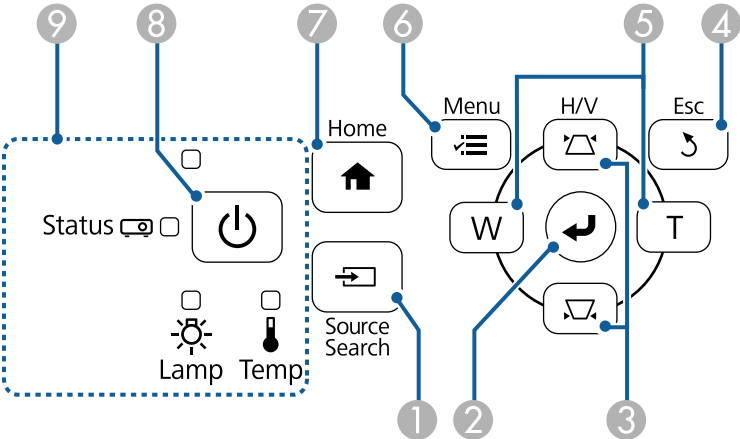 9 8 7 6 5 4
Menu H/V Esc
Home
W T
Status
Source
Search
Lamp Temp
1 2 3